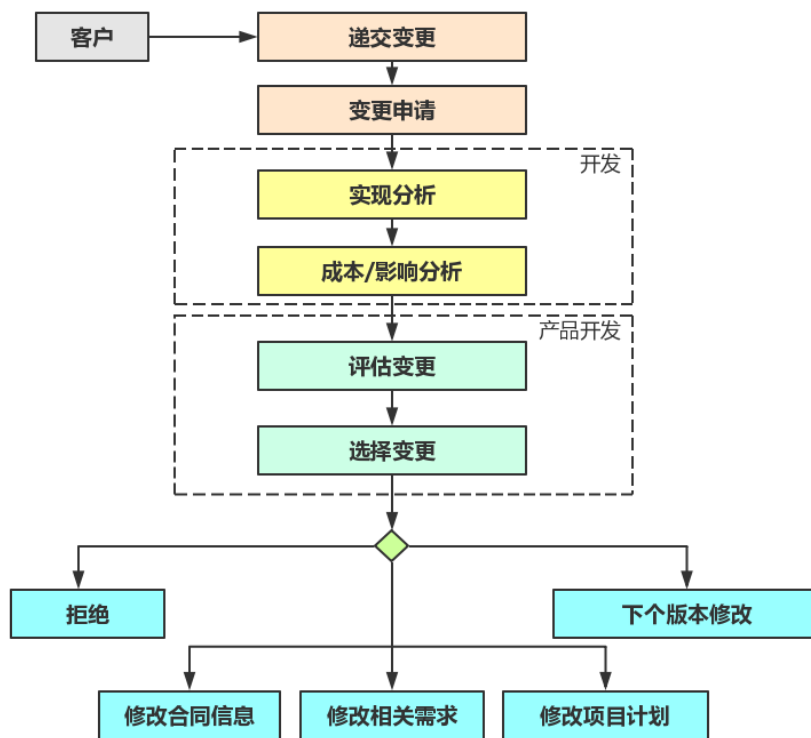 客户
递交变更
变更申请
开发
实现分析
成本/影响分析
产品开发
评估变更
选择变更
拒绝
下个版本修改
修改合同信息
修改相关需求
修改项目计划